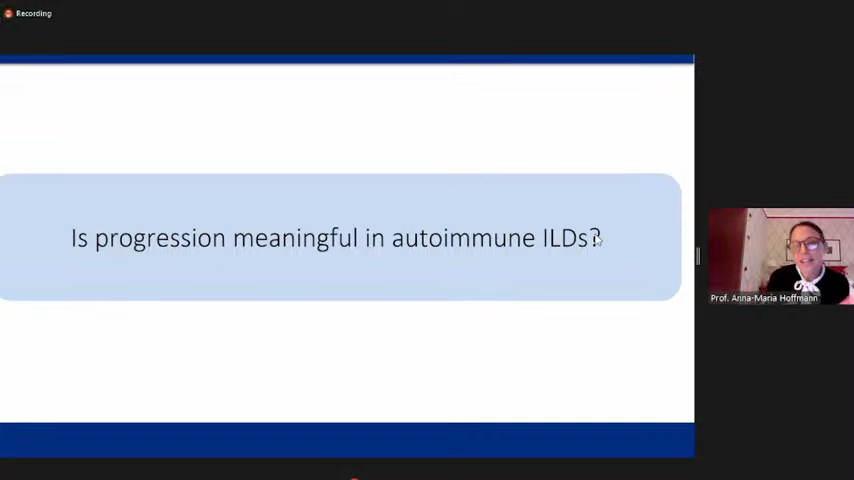 Recording
Is progression meaningful in autoimmune ILDs?
Prof. Anna-Maria Hoffmann